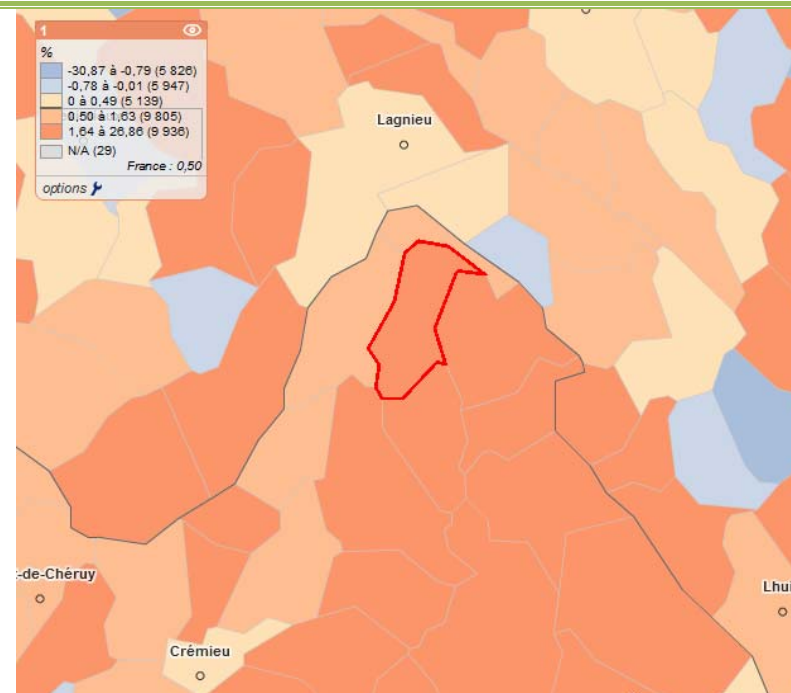 1
%
-30,87 à -0,79 (5 826)
-0,78 à -0,01 (5 947)
0 à 0,49 (5 139)
0,50 à 1,63 (9 805)
1,64 à 26,86 (9 936)
N/A (29)
France : 0,50
options
Lagnieu
-de-Chéruy
Lhui
Crémieu